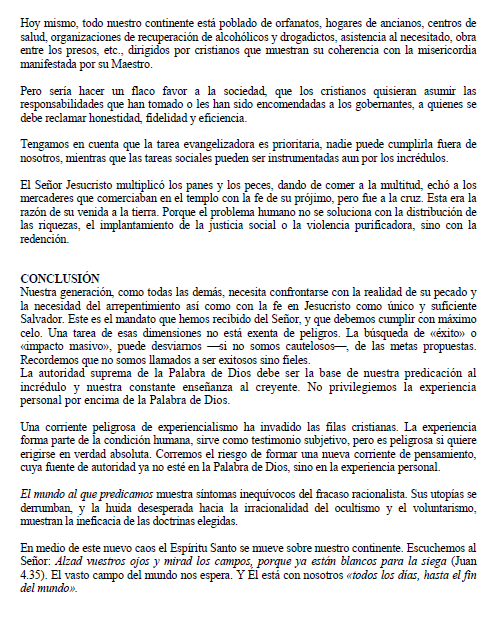 Hoy mismo, todo nuestro continente está poblado de orfanatos, hogares de ancianos, centros de
salud, organizaciones de recuperación de alcohólicos y drogadictos, asistencia al necesitado, obra
entre los presos, etc., dirigidos por cristianos que muestran su coherencia con la misericordia
manifestada por su Maestro.
Pero sería hacer un flaco favor a la sociedad, que los cristianos quisieran asumir las
responsabilidades que han tomado o les han sido encomendadas a los gobernantes, a quienes se
debe reclamar honestidad, fidelidad y eficiencia.
Tengamos en cuenta que la tarea evangelizadora es prioritaria, nadie puede cumplirla fuera de
nosotros, mientras que las tareas sociales pueden ser instrumentadas aun por los incrédulos.
El Señor Jesucristo multiplicó los panes y los peces, dando de comer a la multitud, echó a los
mercaderes que comerciaban en el templo con la fe de su prójimo, pero fue a la cruz. Esta era la
razón de su venida a la tierra. Porque el problema humano no se soluciona con la distribución de
las riquezas, el implantamiento de la justicia social o la violencia purificadora, sino con la
redención.
CONCLUSIÓN
Nuestra generación, como todas las demás, necesita confrontarse con la realidad de su pecado y
la necesidad del arrepentimiento así como con la fe en Jesucristo como único y suficiente
Salvador. Este es el mandato que hemos recibido del Señor, y que debemos cumplir con máximo
celo. Una tarea de esas dimensiones no está exenta de peligros. La búsqueda de «éxito» o
«impacto masivo», puede desviarnos —si no somos cautelosos—, de las metas propuestas.
Recordemos que no somos llamados a ser exitosos sino fieles.
La autoridad suprema de la Palabra de Dios debe ser la base de nuestra predicación al
incrédulo y nuestra constante enseñanza al creyente. No privilegiemos la experiencia
personal por encima de la Palabra de Dios.
Una corriente peligrosa de experiencialismo ha invadido las filas cristianas. La experiencia
forma parte de la condición humana, sirve como testimonio subjetivo, pero es peligrosa si quiere
erigirse en verdad absoluta. Corremos el riesgo de formar una nueva corriente de pensamiento,
cuya fuente de autoridad ya no esté en la Palabra de Dios, sino en la experiencia personal.
El mundo al que predicamos muestra síntomas inequívocos del fracaso racionalista. Sus utopías se
derrumban, y la huida desesperada hacia la irracionalidad del ocultismo y el voluntarismo,
muestran la ineficacia de las doctrinas elegidas.
En medio de este nuevo caos el Espíritu Santo se mueve sobre nuestro continente. Escuchemos al
Señor: Alzad vuestros ojos y mirad los campos, porque ya están blancos para la siega (Juan
4.35). El vasto campo del mundo nos espera. Y Él está con nosotros «todos los días, hasta el fin
del mundo».